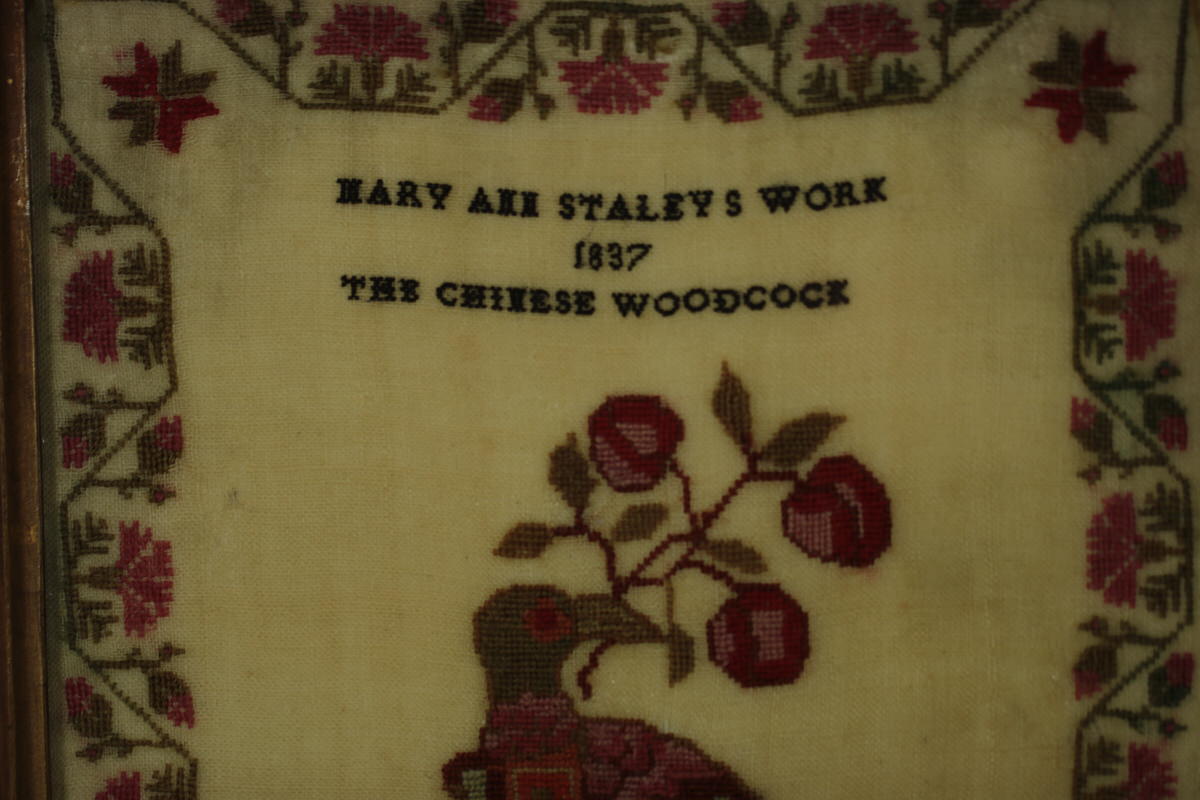 MARY ANN STALEYS WORK
1837
THE CHINESE WOODCOCK